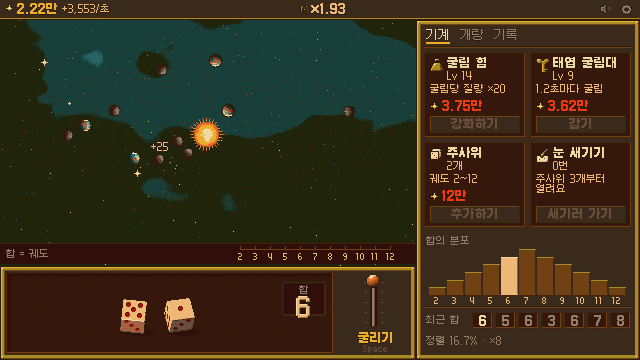 2.22만 +3,553/초
×1.93
기계 개량 기록
굴림 힘
Lv 14
굴림당 질량 ×20
3.75만
강화하기
태엽 굴림대
Lv 9
1.2초마다 굴림
3.62만
감기
주사위
2개
궤도 2~12
12만
추가하기
눈 새기기
0번
주사위 3개부터
열려요
새기러 가기
+25
합 = 궤도
2 3 4 5 6 7 8 9 10 11 12
합
6
굴리기
Space
합의 분포
2 3 4 5 6 7 8 9 10 11 12
최근 합 6 5 6 3 6 7 8
정렬 16.7% · ×8